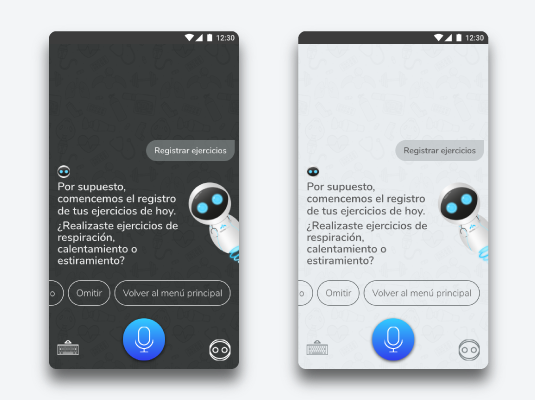 12:30
Registrar ejercicios
Por supuesto,
comencemos el registro
de tus ejercicios de hoy.
¿Realizaste ejercicios de
respiración,
calentamiento o
estiramiento?
o
Omitir
Volver al menú principal
12:30
Registrar ejercicios
Por supuesto,
comencemos el registro
de tus ejercicios de hoy.
¿Realizaste ejercicios de
respiración,
calentamiento o
estiramiento?
o
Omitir
Volver al menú principal